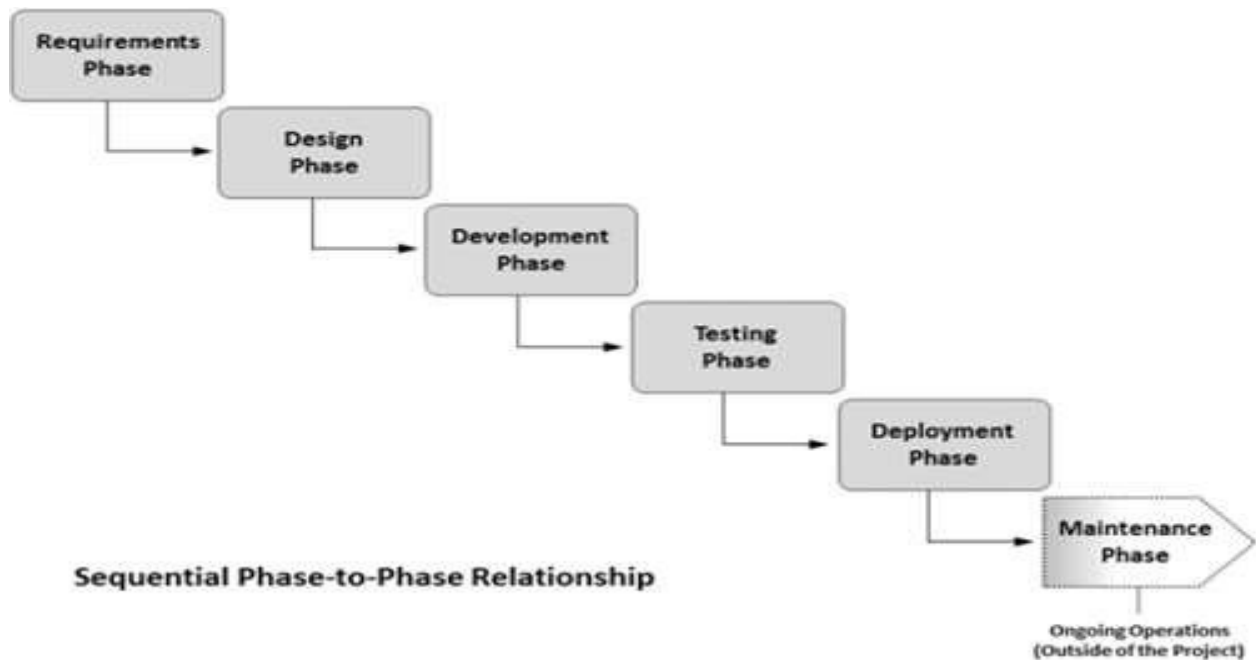 Requirements
Phase
Design
Phase
Development
Phase
Testing
Phase
Deployment
Phase
Maintenance
Phase
Sequential Phase-to-Phase Relationship
Ongoing Operations
(Outside of the Project)